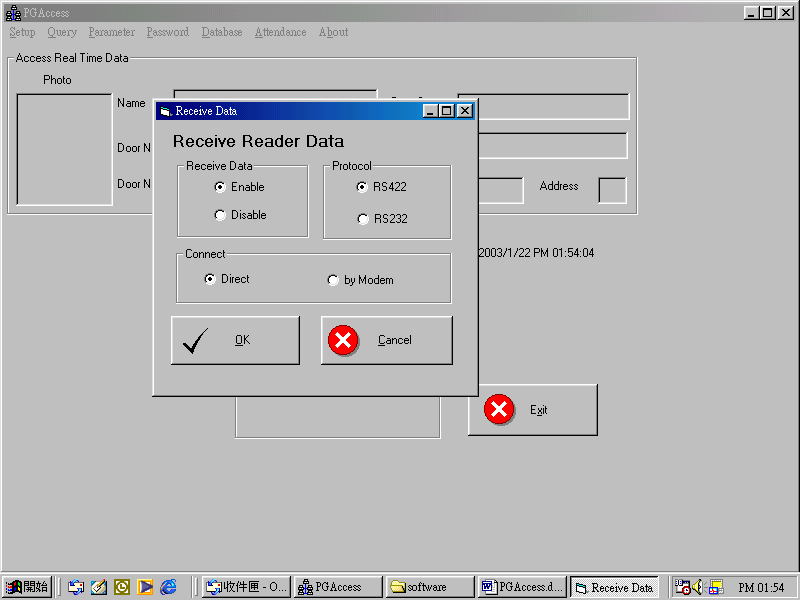 PGAccess
Setup Query Parameter Password Database Attendance About
Access Real Time Data
Photo
Name
Door N
Door N
Address
2003/1/22 PM 01:54:04
Receive Data
Receive Reader Data
Receive Data
Enable
Disable
Protocol
RS422
RS232
Connect
Direct
by Modem
OK
Cancel
Exit
開始
收件匣 - O...
PGAccess
software
PGAccess.d...
Receive Data
PM 01:54